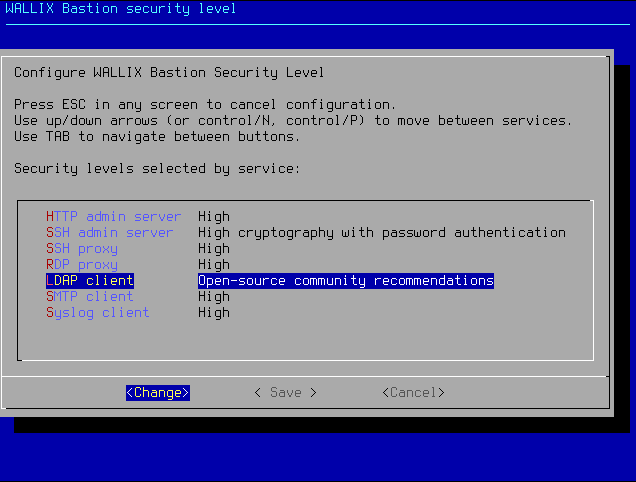 WALLIX Bastion security level
Configure WALLIX Bastion Security Level
Press ESC in any screen to cancel configuration.
Use up/down arrows (or control/N, control/P) to move between services.
Use TAB to navigate between buttons.
Security levels selected by service:
HTTP admin server High
SSH admin server High cryptography with password authentication
SSH proxy High
RDP proxy High
LDAP client Open-source community recommendations
SMTP client High
Syslog client High
<Change> < Save > <Cancel>